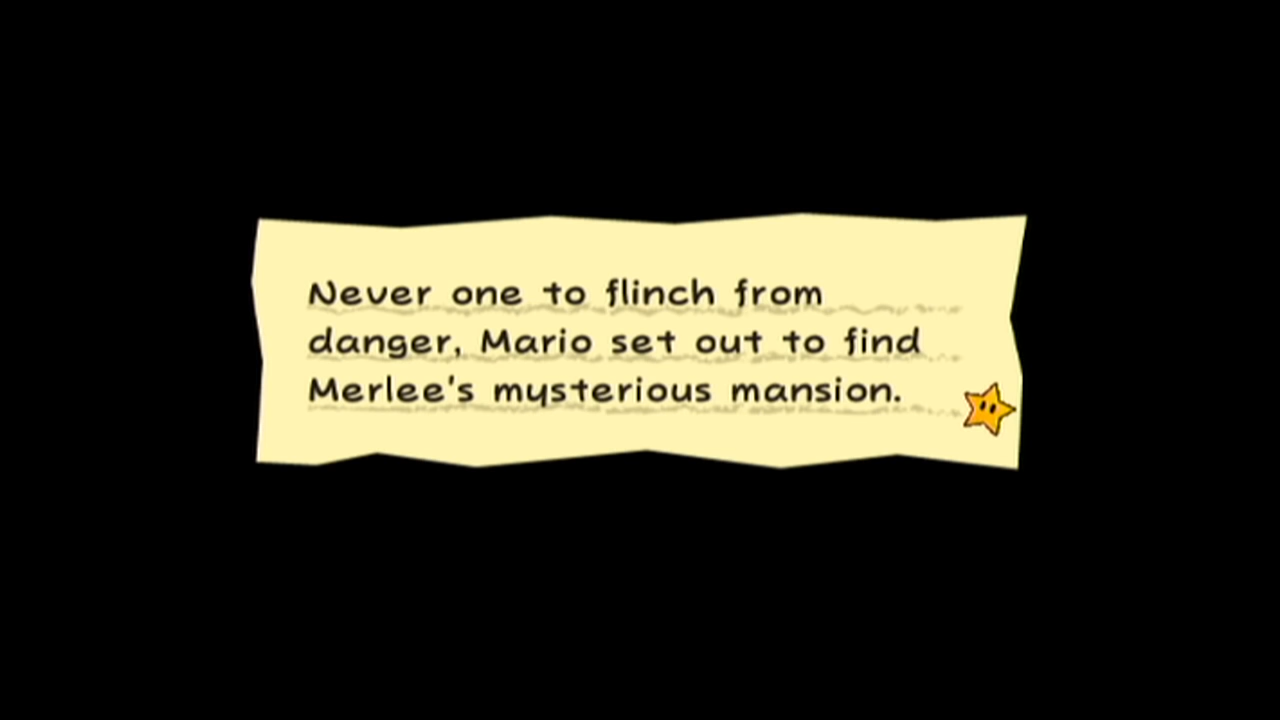 Never one to flinch from
danger, Mario set out to find
Merlee's mysterious mansion.